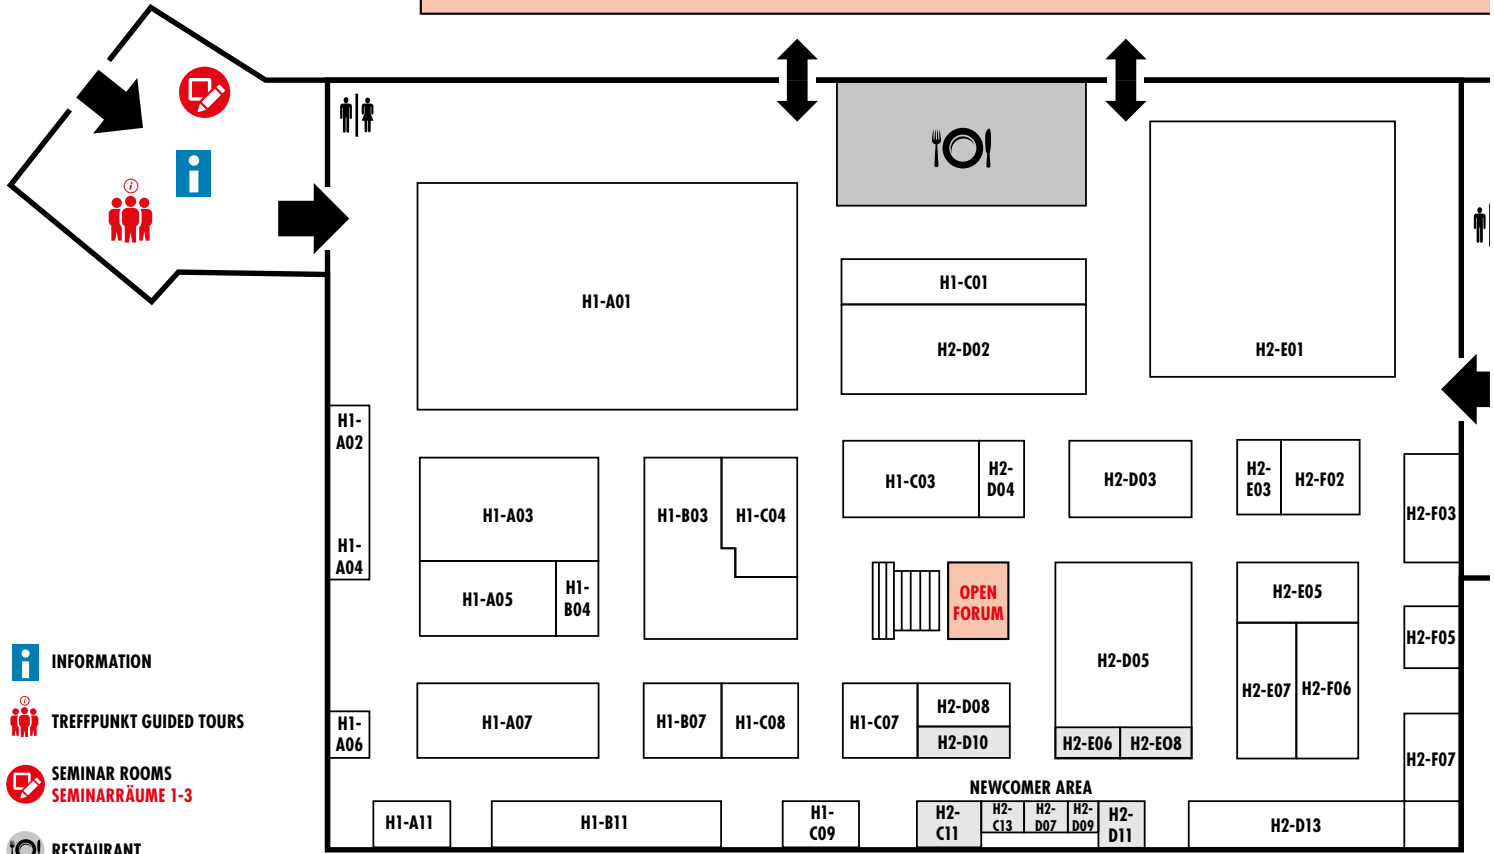 H1-C01
H1-A01
H2-D02
H2-E01
H1-
A02
H1-C03
H2-
D04
H2-D03
H2-
E03
H2-F02
H1-A03
H1-B03
H1-C04
H2-F03
H1-
A04
H1-A05
H1-
B04
OPEN
FORUM
H2-E05
H2-F05
H2-D05
INFORMATION
H2-E07
H2-F06
H2-D08
TREFFPUNKT GUIDED TOURS
H1-
A06
H1-A07
H1-B07
H1-C08
H1-C07
H2-D10
H2-E06
H2-EO8
H2-F07
SEMINAR ROOMS
SEMINARRÄUME 1-3
NEWCOMER AREA
H1-A11
H1-B11
H1-
C09
H2-
C11
H2-
C13
H2-
D07
H2-
D09
H2-
D11
H2-D13
RESTAURANT